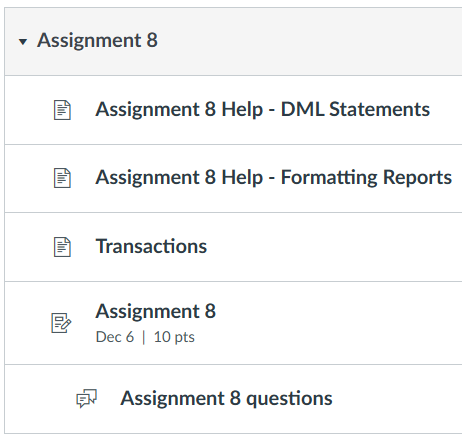 Assignment 8
Assignment 8 Help - DML Statements
Assignment 8 Help - Formatting Reports
Transactions
Assignment 8
Dec 6 | 10 pts
Assignment 8 questions